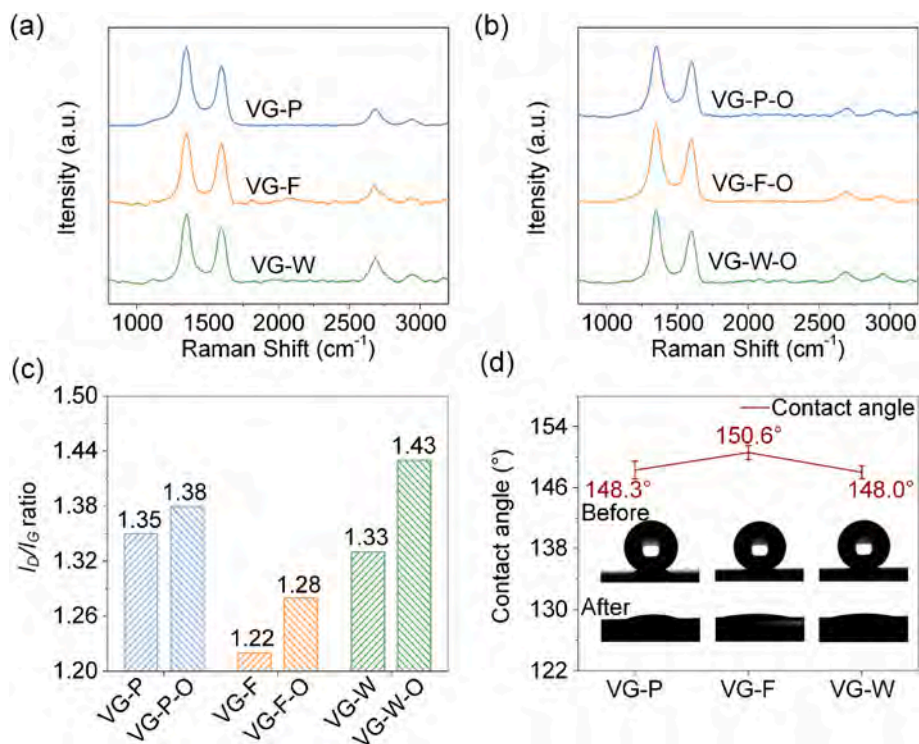 (a)
Itensity (a.u.)
VG-P
VG-F
VG-W
1000 1500 2000 2500 3000
Raman Shift (cm⁻¹)
(b)
Itensity (a.u.)
VG-P-O
VG-F-O
VG-W-O
1000 1500 2000 2500 3000
Raman Shift (cm⁻¹)
(c)
I_D/I_G ratio
1.50
1.44
1.38
1.32
1.26
1.20
1.35
1.38
1.22
1.28
1.33
1.43
VG-P
VG-P-O
VG-F
VG-F-O
VG-W
VG-W-O
(d)
Contact angle (°)
158
154
146
138
130
122
Contact angle
148.3°
150.6°
148.0°
Before
After
VG-P VG-F VG-W